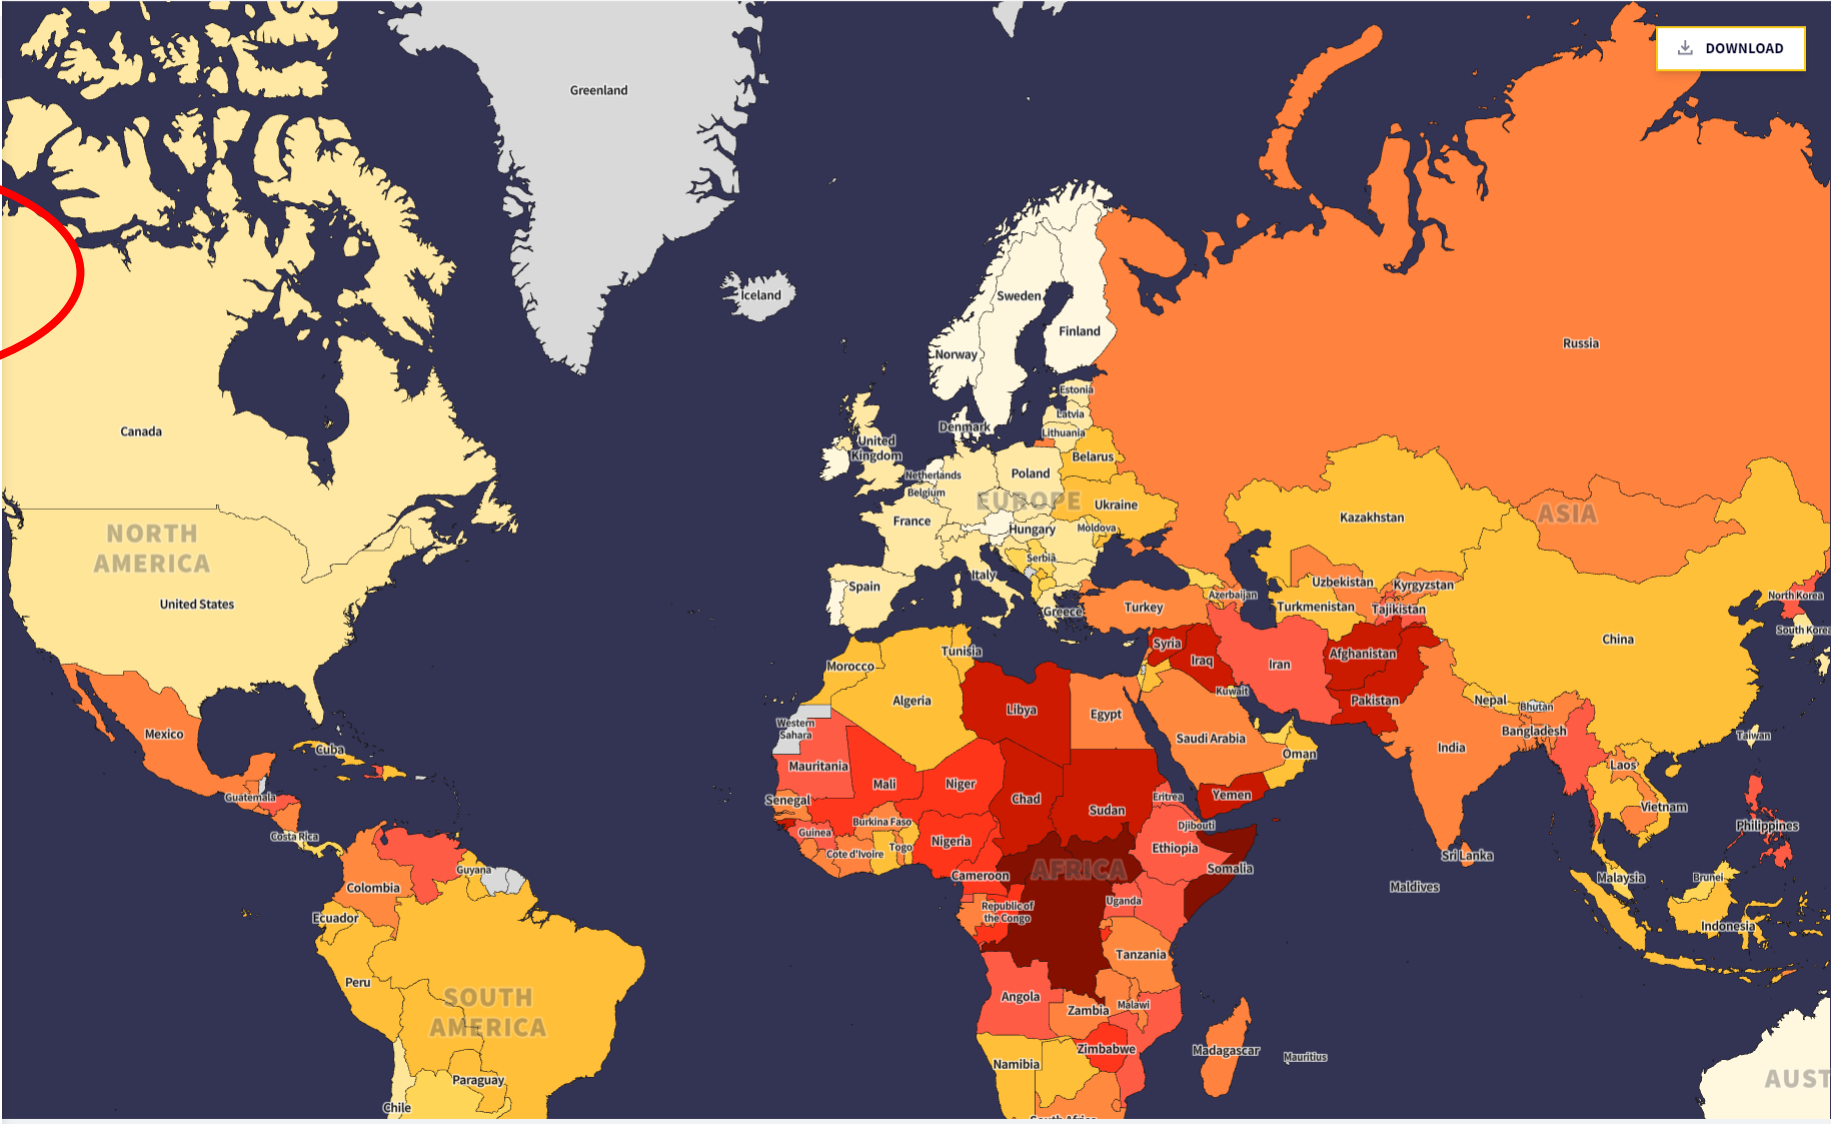 DOWNLOAD
Greenland
Iceland
Sweden
Finland
Norway
Russia
Estonia
Latvia
Denmark
Lithuania
Canada
United
Kingdom
Belarus
Netherlands
Poland
Belgium
EUROPE
Ukraine
France
Hungary
Moldova
Kazakhstan
ASIA
NORTH
AMERICA
Serbia
Italy
Spain
Uzbekistan
Kyrgyzstan
Azerbaijan
North Korea
United States
Greece
Turkey
Turkmenistan
Tajikistan
South Korea
China
Syria
Tunisia
Morocco
Iraq
Iran
Afghanistan
Kuwait
Algeria
Pakistan
Nepal
Bhutan
Libya
Egypt
Western
Sahara
Bangladesh
Mexico
Saudi Arabia
Taiwan
Cuba
India
Oman
Mauritania
Laos
Mali
Niger
Guatemala
Senegal
Chad
Eritrea
Yemen
Sudan
Vietnam
Burkina Faso
Djibouti
Philippines
Costa Rica
Guinea
Nigeria
Togo
Ethiopia
Côte d'Ivoire
Sri Lanka
Guyana
AFRICA
Somalia
Cameroon
Malaysia
Brunei
Colombia
Maldives
Uganda
Republic of
the Congo
Ecuador
Indonesia
Tanzania
Peru
SOUTH
AMERICA
Angola
Malawi
Zambia
Zimbabwe
Madagascar
Mauritius
Namibia
Paraguay
AUST
Chile
South Africa